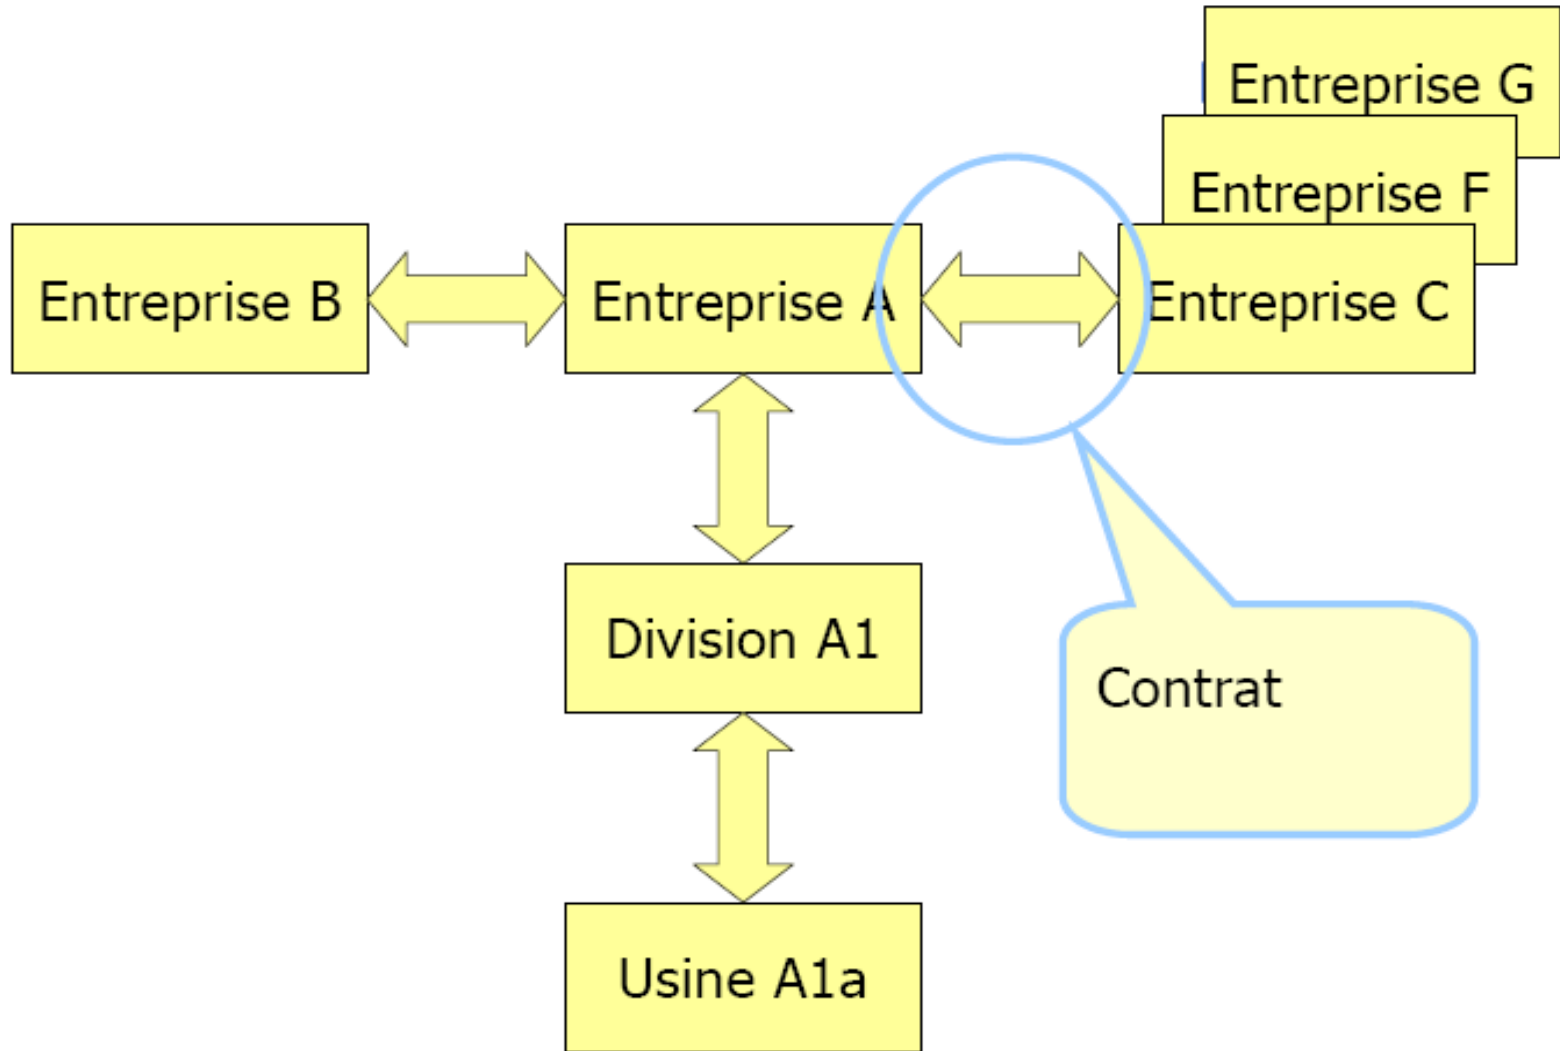 Entreprise G
Entreprise F
Entreprise B
Entreprise A
Entreprise C
Division A1
Contrat
Usine A1a